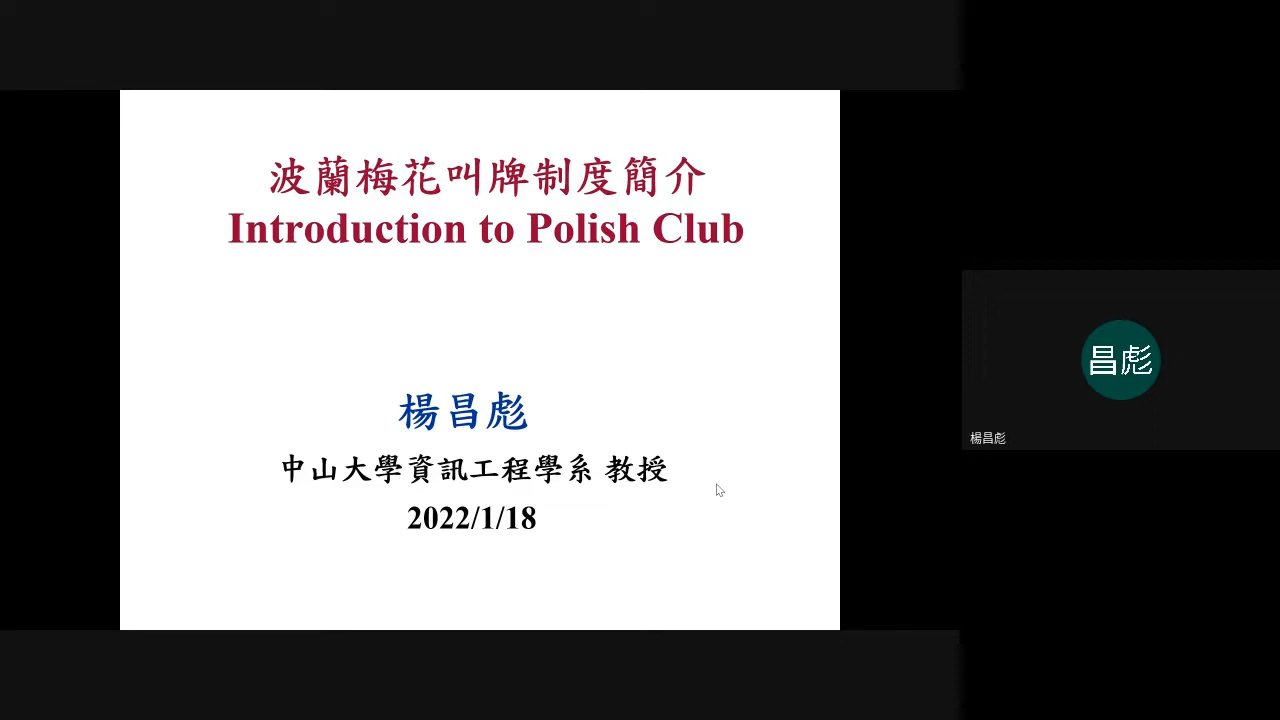 波蘭梅花叫牌制度簡介
Introduction to Polish Club
楊昌彪
中山大學資訊工程學系 教授
2022/1/18
昌彪
楊昌彪